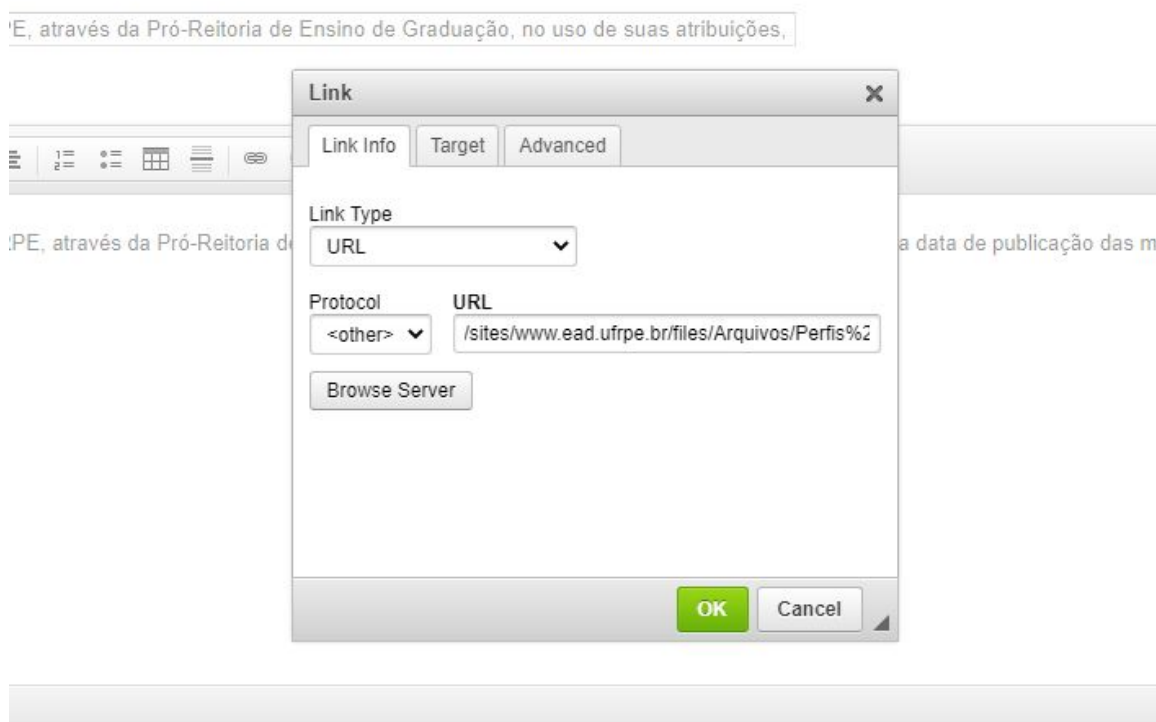 PE, através da Pró-Reitoria de Ensino de Graduação, no uso de suas atribuições,
Link
Link Info Target Advanced
Link Type
URL
RPE, através da Pró-Reitoria d
a data de publicação das m
Protocol URL
<other> /sites/www.ead.ufrpe.br/files/Arquivos/Perfis%2
Browse Server
OK Cancel